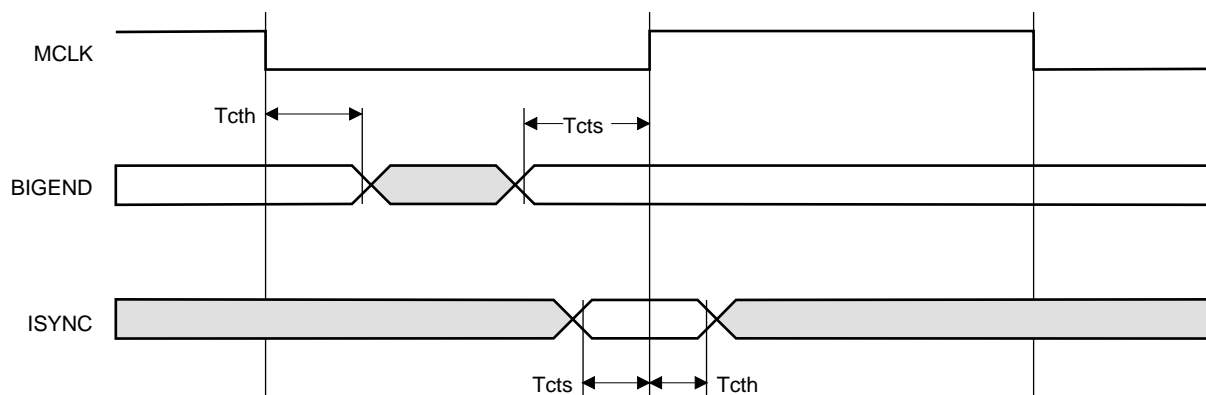 MCLK
Tcth
Tcts
BIGEND
ISYNC
Tcts
Tcth